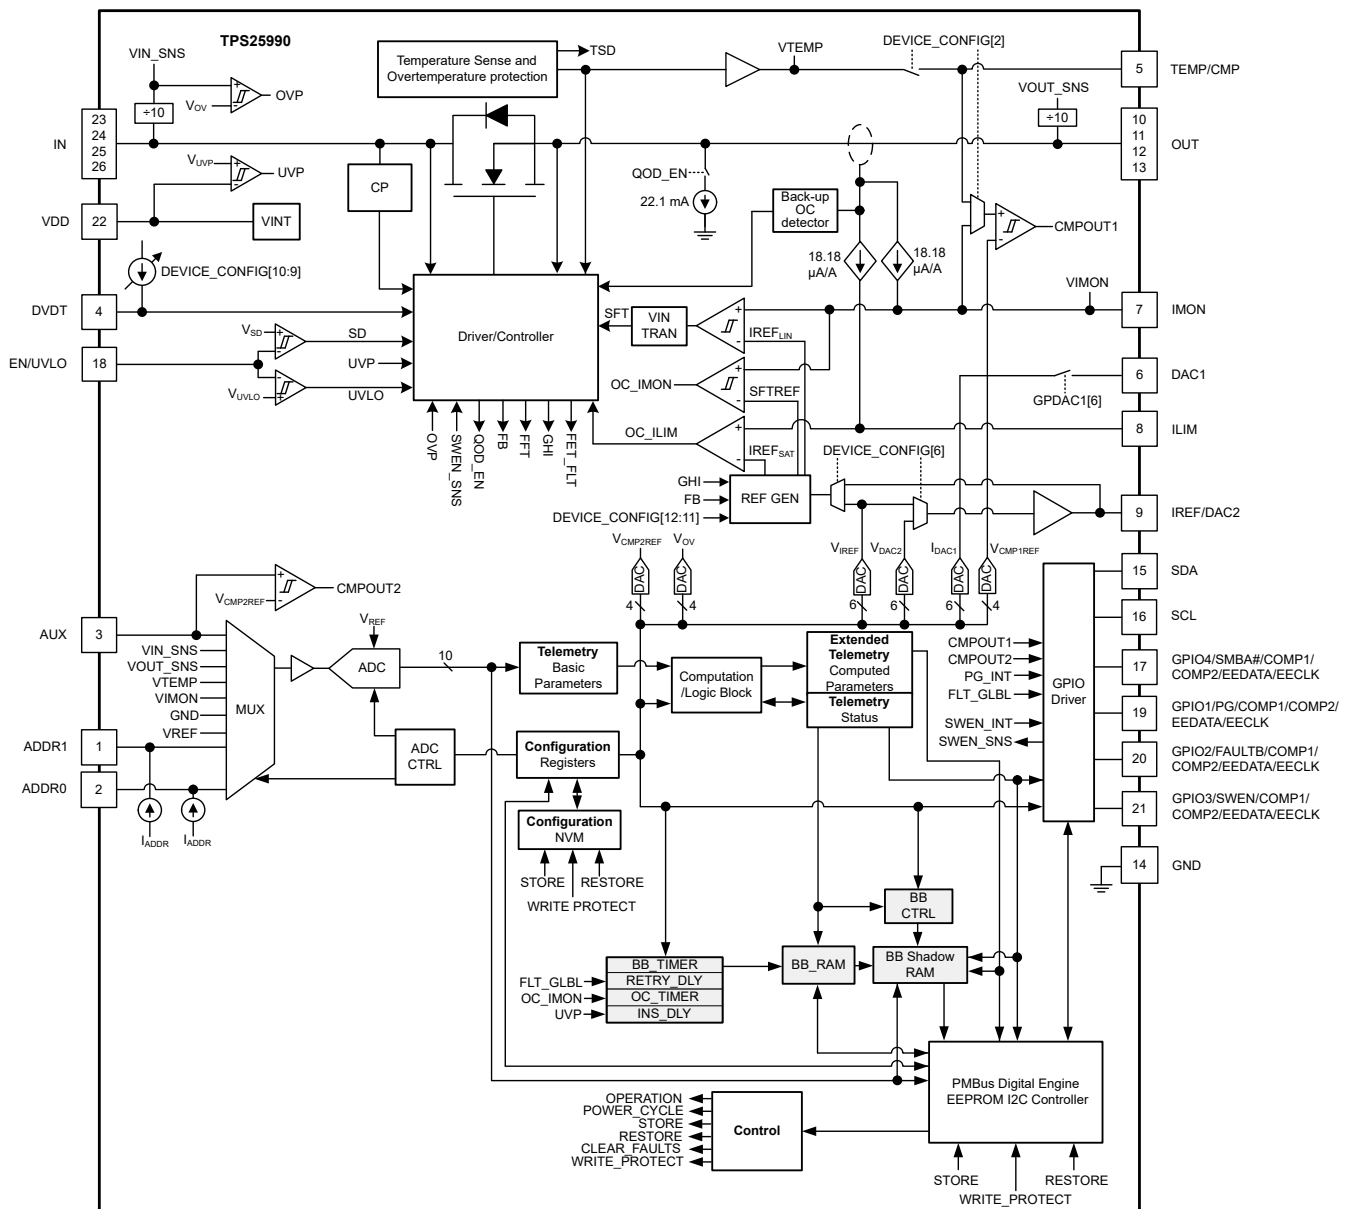 TPS25990
VIN_SNS
÷10
VOV
+
-
OVP
23
24
25
26
IN
VUVP
+
-
UVP
VDD
22
VINT
DEVICE_CONFIG[10:9]
DVDT
4
EN/UVLO
18
VSD
+
-
SD
VUVLO
-
+
UVLO
UVP
Temperature Sense and
Overtemperature protection
TSD
VTEMP
DEVICE_CONFIG[2]
5
TEMP/CMP
VOUT_SNS
÷10
10
11
12
13
OUT
CP
QOD_EN
22.1 mA
Back-up
OC
detector
18.18
µA/A
18.18
µA/A
+
-
CMPOUT1
VIMON
7
IMON
Driver/Controller
SFT
VIN
TRAN
+
-
IREFLIN
OC_IMON
+
-
SFTREF
OC_ILIM
+
-
IREFSAT
6
DAC1
GPDAC1[6]
8
ILIM
OVP
SWEN_SNS
QOD_EN
FB
FFT
GHI
FET_FLT
DEVICE_CONFIG[6]
GHI
FB
DEVICE_CONFIG[12:11]
REF GEN
9
IREF/DAC2
VCMP2REF
VOV
VIREF
VDAC2
IDAC1
VCMP1REF
DAC
DAC
DAC
DAC
DAC
DAC
4
4
6
6
6
4
AUX
3
+
-
VCMP2REF
CMPOUT2
VIN_SNS
VOUT_SNS
VTEMP
VIMON
GND
VREF
MUX
VREF
ADC
10
ADDR1
1
ADDR0
2
IADDR
IADDR
ADC
CTRL
Telemetry
Basic
Parameters
Computation
/Logic Block
Extended
Telemetry
Computed
Parameters
Telemetry
Status
Configuration
Registers
Configuration
NVM
STORE
RESTORE
WRITE PROTECT
CMPOUT1
CMPOUT2
PG_INT
FLT_GLBL
SWEN_INT
SWEN_SNS
GPIO
Driver
15
SDA
16
SCL
17
GPIO4/SMBA#/COMP1/
COMP2/EEDATA/EECLK
19
GPIO1/PG/COMP1/COMP2/
EEDATA/EECLK
20
GPIO2/FAULTB/COMP1/
COMP2/EEDATA/EECLK
21
GPIO3/SWEN/COMP1/
COMP2/EEDATA/EECLK
14
GND
BB
CTRL
FLT_GLBL
OC_IMON
UVP
BB_TIMER
RETRY_DLY
OC_TIMER
INS_DLY
BB_RAM
BB Shadow
RAM
PMBus Digital Engine
EEPROM I2C Controller
OPERATION
POWER_CYCLE
STORE
RESTORE
CLEAR_FAULTS
WRITE_PROTECT
Control
STORE
RESTORE
WRITE_PROTECT